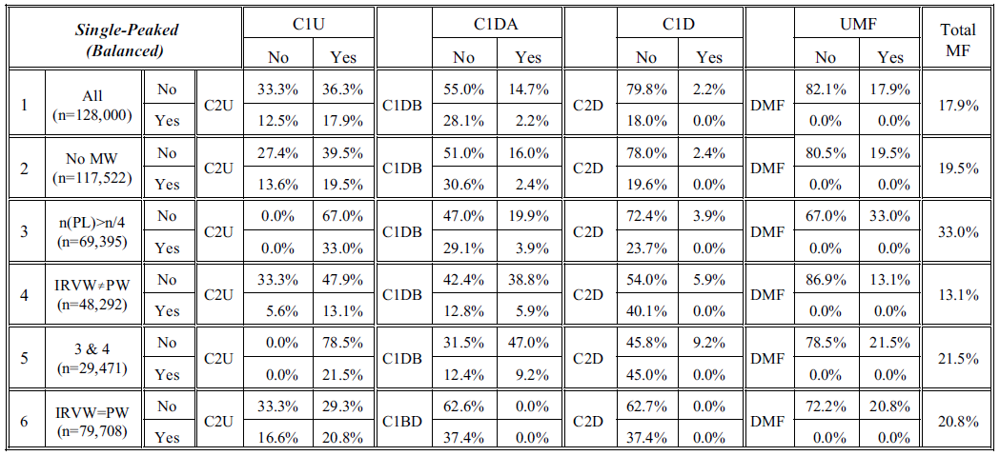 Single-Peaked (Balanced) C1U C1DA C1D UMF Total MF
No Yes No Yes No Yes No Yes
1 All (n=128,000) No C2U 33.3% 36.3% C1DB 55.0% 14.7% C2D 79.8% 2.2% DMF 82.1% 17.9% 17.9%
Yes 12.5% 17.9% 28.1% 2.2% 18.0% 0.0% 0.0% 0.0%
2 No MW (n=117,522) No C2U 27.4% 39.5% C1DB 51.0% 16.0% C2D 78.0% 2.4% DMF 80.5% 19.5% 19.5%
Yes 13.6% 19.5% 30.6% 2.4% 19.6% 0.0% 0.0% 0.0%
3 n(PL)>n/4 (n=69,395) No C2U 0.0% 67.0% C1DB 47.0% 19.9% C2D 72.4% 3.9% DMF 67.0% 33.0% 33.0%
Yes 0.0% 33.0% 29.1% 3.9% 23.7% 0.0% 0.0% 0.0%
4 IRVW≠PW (n=48,292) No C2U 33.3% 47.9% C1DB 42.4% 38.8% C2D 54.0% 5.9% DMF 86.9% 13.1% 13.1%
Yes 5.6% 13.1% 12.8% 5.9% 40.1% 0.0% 0.0% 0.0%
5 3 & 4 (n=29,471) No C2U 0.0% 78.5% C1DB 31.5% 47.0% C2D 45.8% 9.2% DMF 78.5% 21.5% 21.5%
Yes 0.0% 21.5% 12.4% 9.2% 45.0% 0.0% 0.0% 0.0%
6 IRVW=PW (n=79,708) No C2U 33.3% 29.3% C1BD 62.6% 0.0% C2D 62.7% 0.0% DMF 72.2% 20.8% 20.8%
Yes 16.6% 20.8% 37.4% 0.0% 37.4% 0.0% 0.0% 0.0%